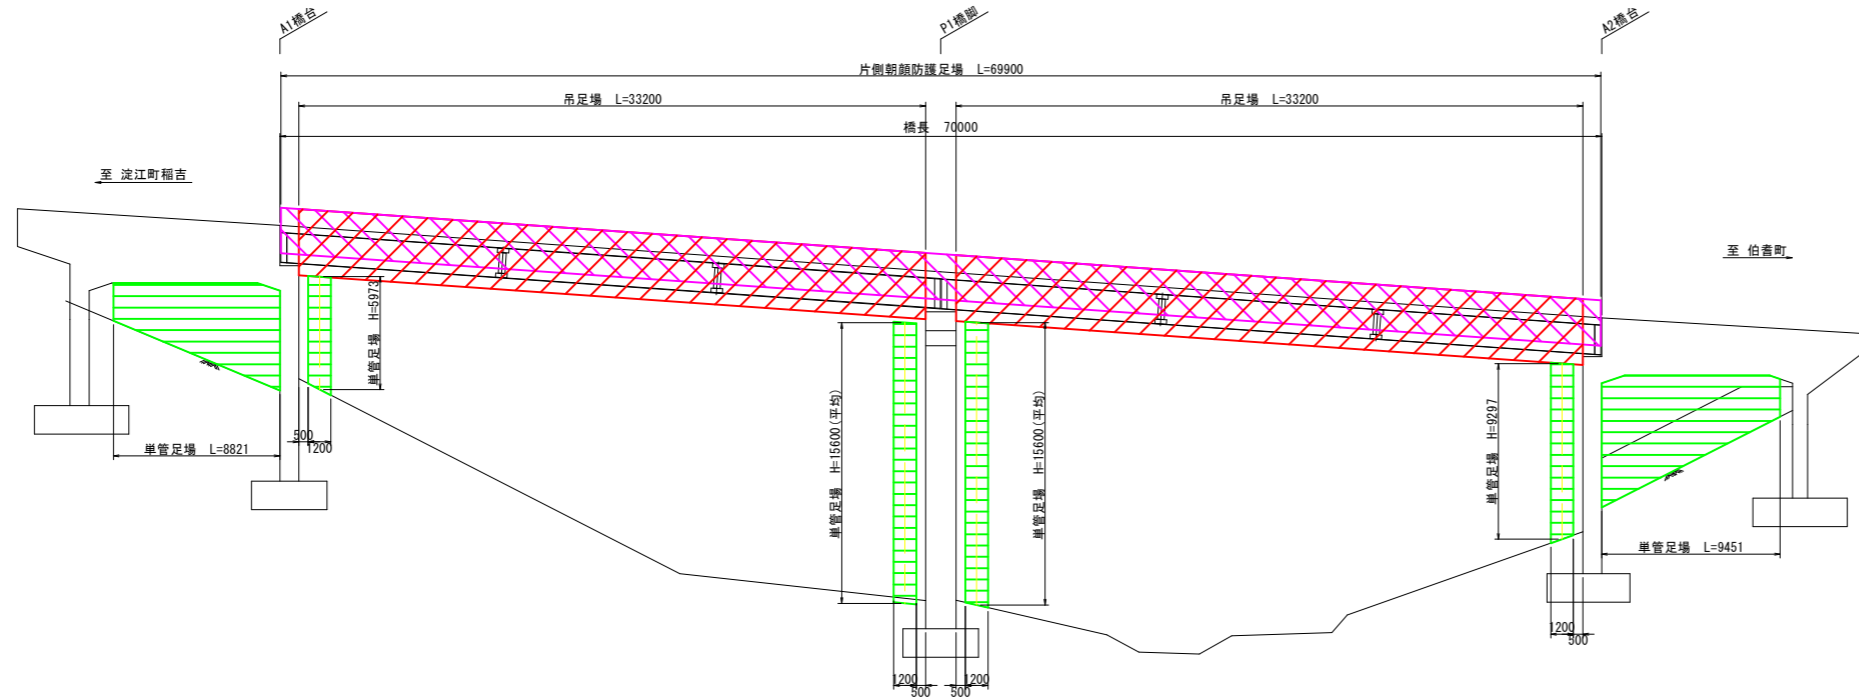 A1橋台
P1橋脚
A2橋台
片側朝顔防護足場 L=69900
吊足場 L=33200
吊足場 L=33200
橋長 70000
至 淀江町稲吉
至 伯耆町
単管足場 H=5973
単管足場 H=15600(平均)
単管足場 H=15600(平均)
単管足場 H=9297
500
1200
単管足場 L=8821
単管足場 L=9451
1200
500
1200
500
500
1200